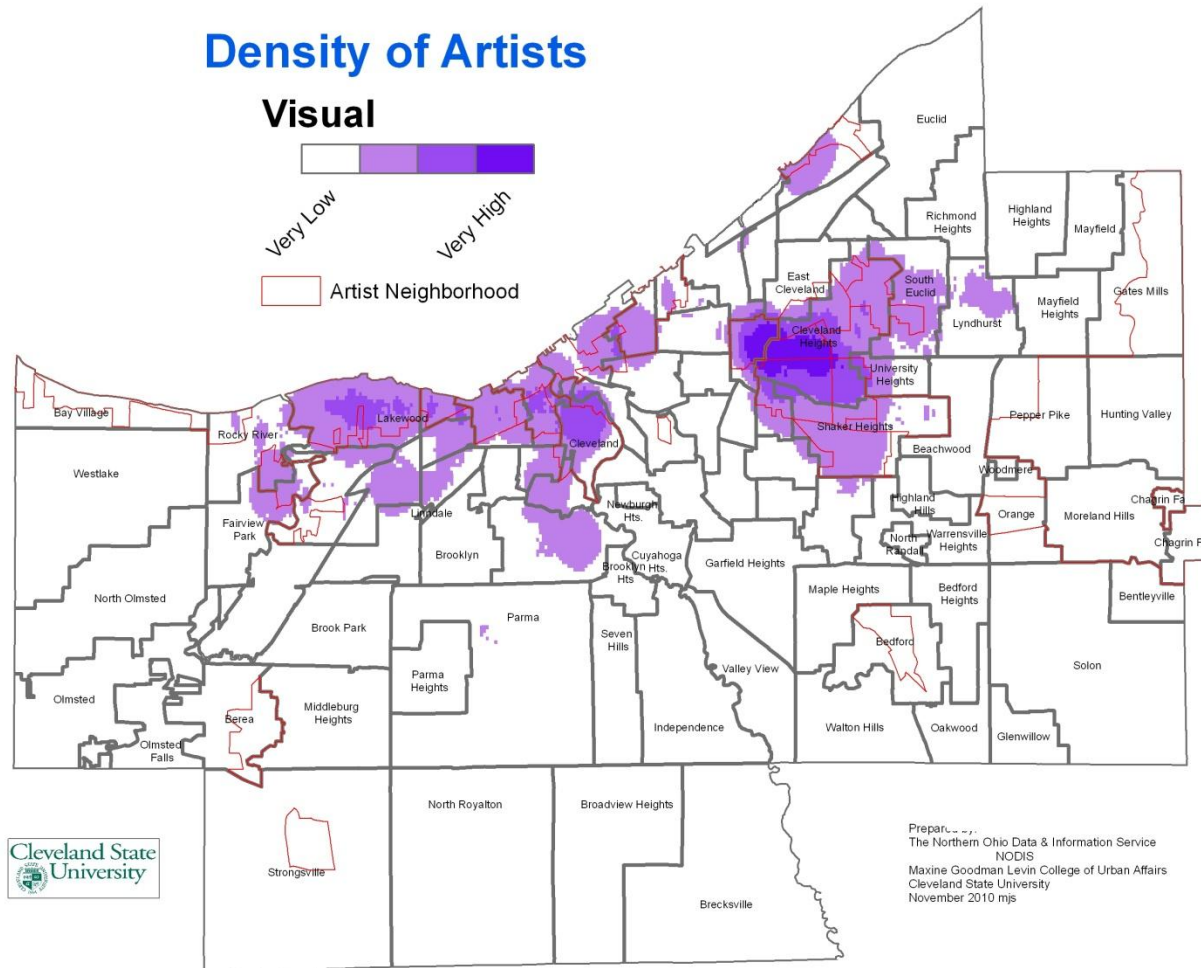 Density of Artists
Visual
Very Low
Very High
Artist Neighborhood
Euclid
Richmond
Heights
Highland
Heights
Mayfield
East
Cleveland
South
Euclid
Gates Mills
Mayfield
Heights
Lyndhurst
Cleveland
Heights
University
Heights
Bay Village
Lakewood
Rocky River
Pepper Pike
Hunting Valley
Shaker Heights
Cleveland
Beachwood
Westlake
Woodmere
Highland
Hills
Chagrin Fa
Orange
Moreland Hills
Newburgh
Hts.
Linndale
Fairview
Park
North
Randall
Warrensville
Heights
Chagrin F
Brooklyn
Cuyahoga
Hts.
Brooklyn
Hts
Garfield Heights
Maple Heights
Bedford
Heights
Bentleyville
North Olmsted
Brook Park
Parma
Seven
Hills
Bedford
Solon
Valley View
Parma
Heights
Olmsted
Middleburg
Heights
Berea
Independence
Walton Hills
Oakwood
Glenwillow
Olmsted
Falls
North Royalton
Broadview Heights
Strongsville
Brecksville
Cleveland State
University
The Northern Ohio Data & Information Service
NODIS
Maxine Goodman Levin College of Urban Affairs
Cleveland State University
November 2010 mjs